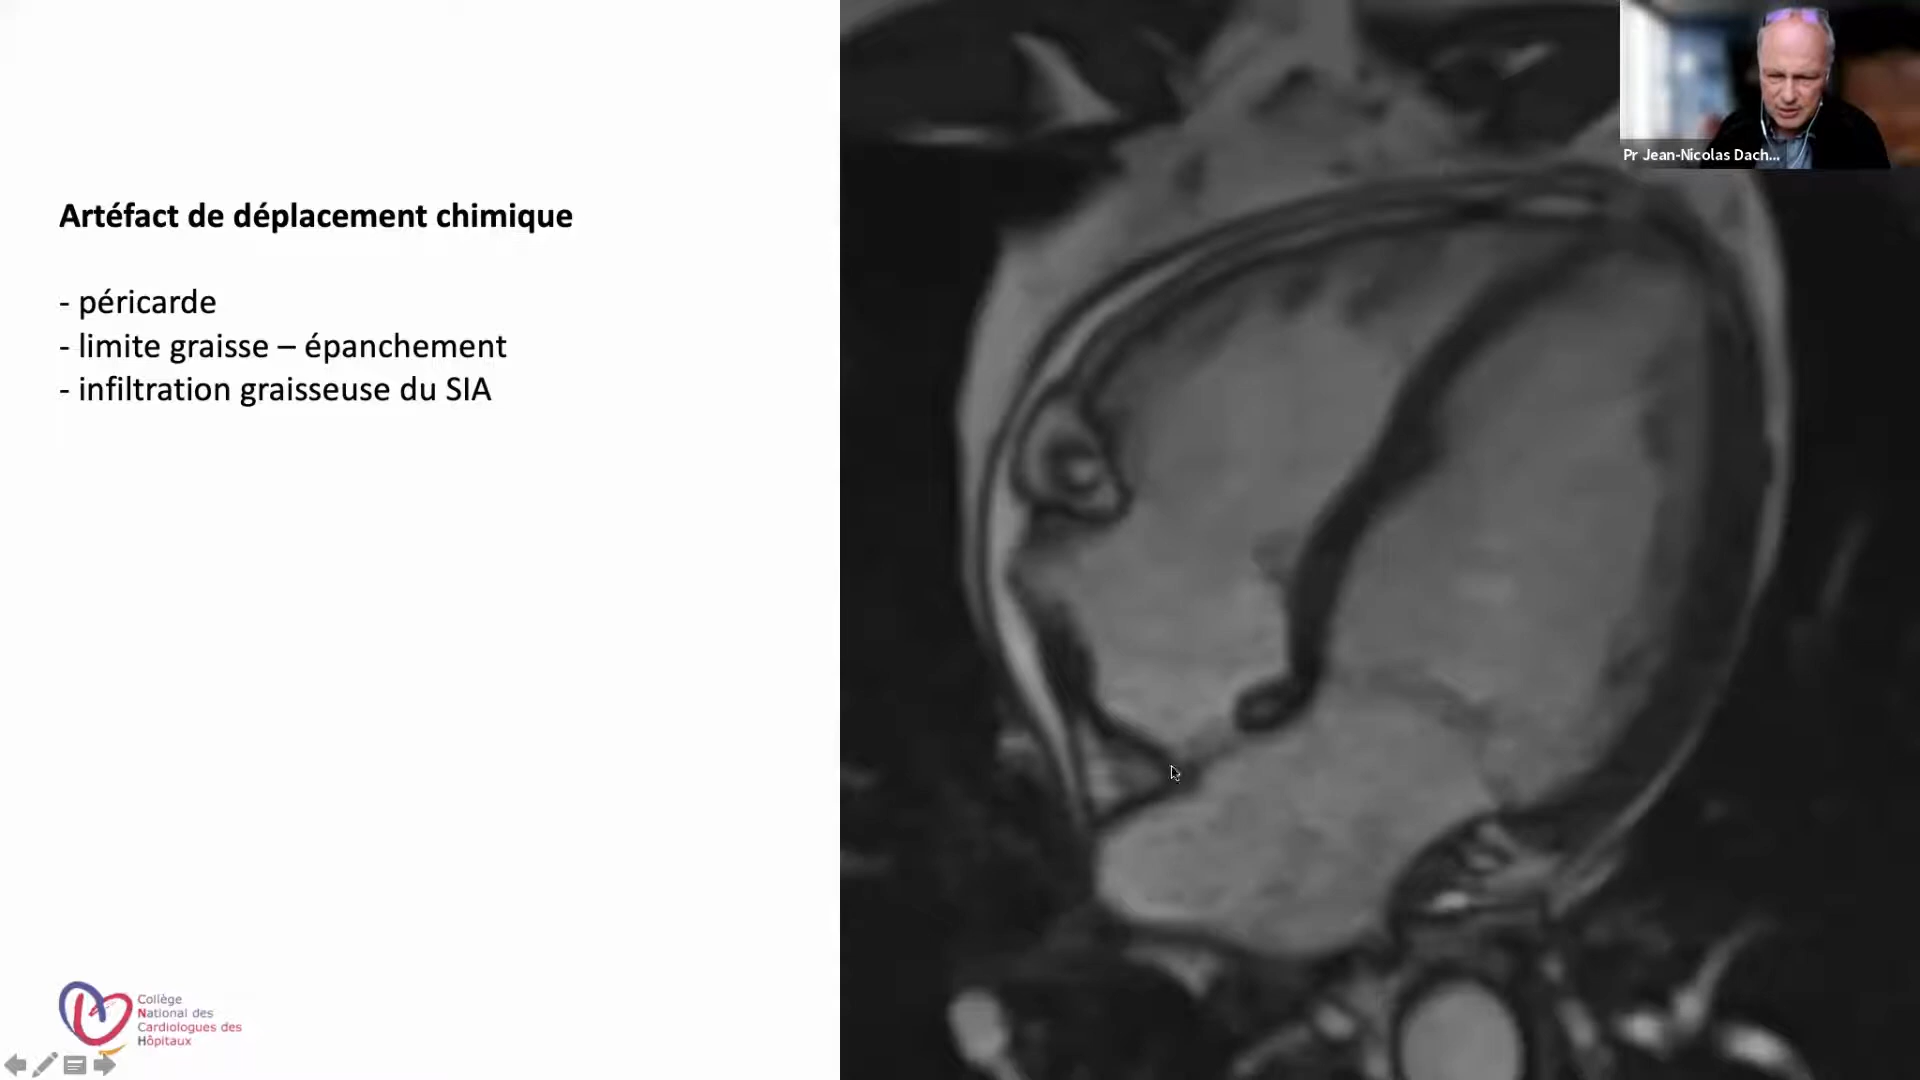 Pr Jean-Nicolas Dach...
Artéfact de déplacement chimique
- péricarde
- limite graisse – épanchement
- infiltration graisseuse du SIA
Collège
National des
Cardiologues des
Hôpitaux